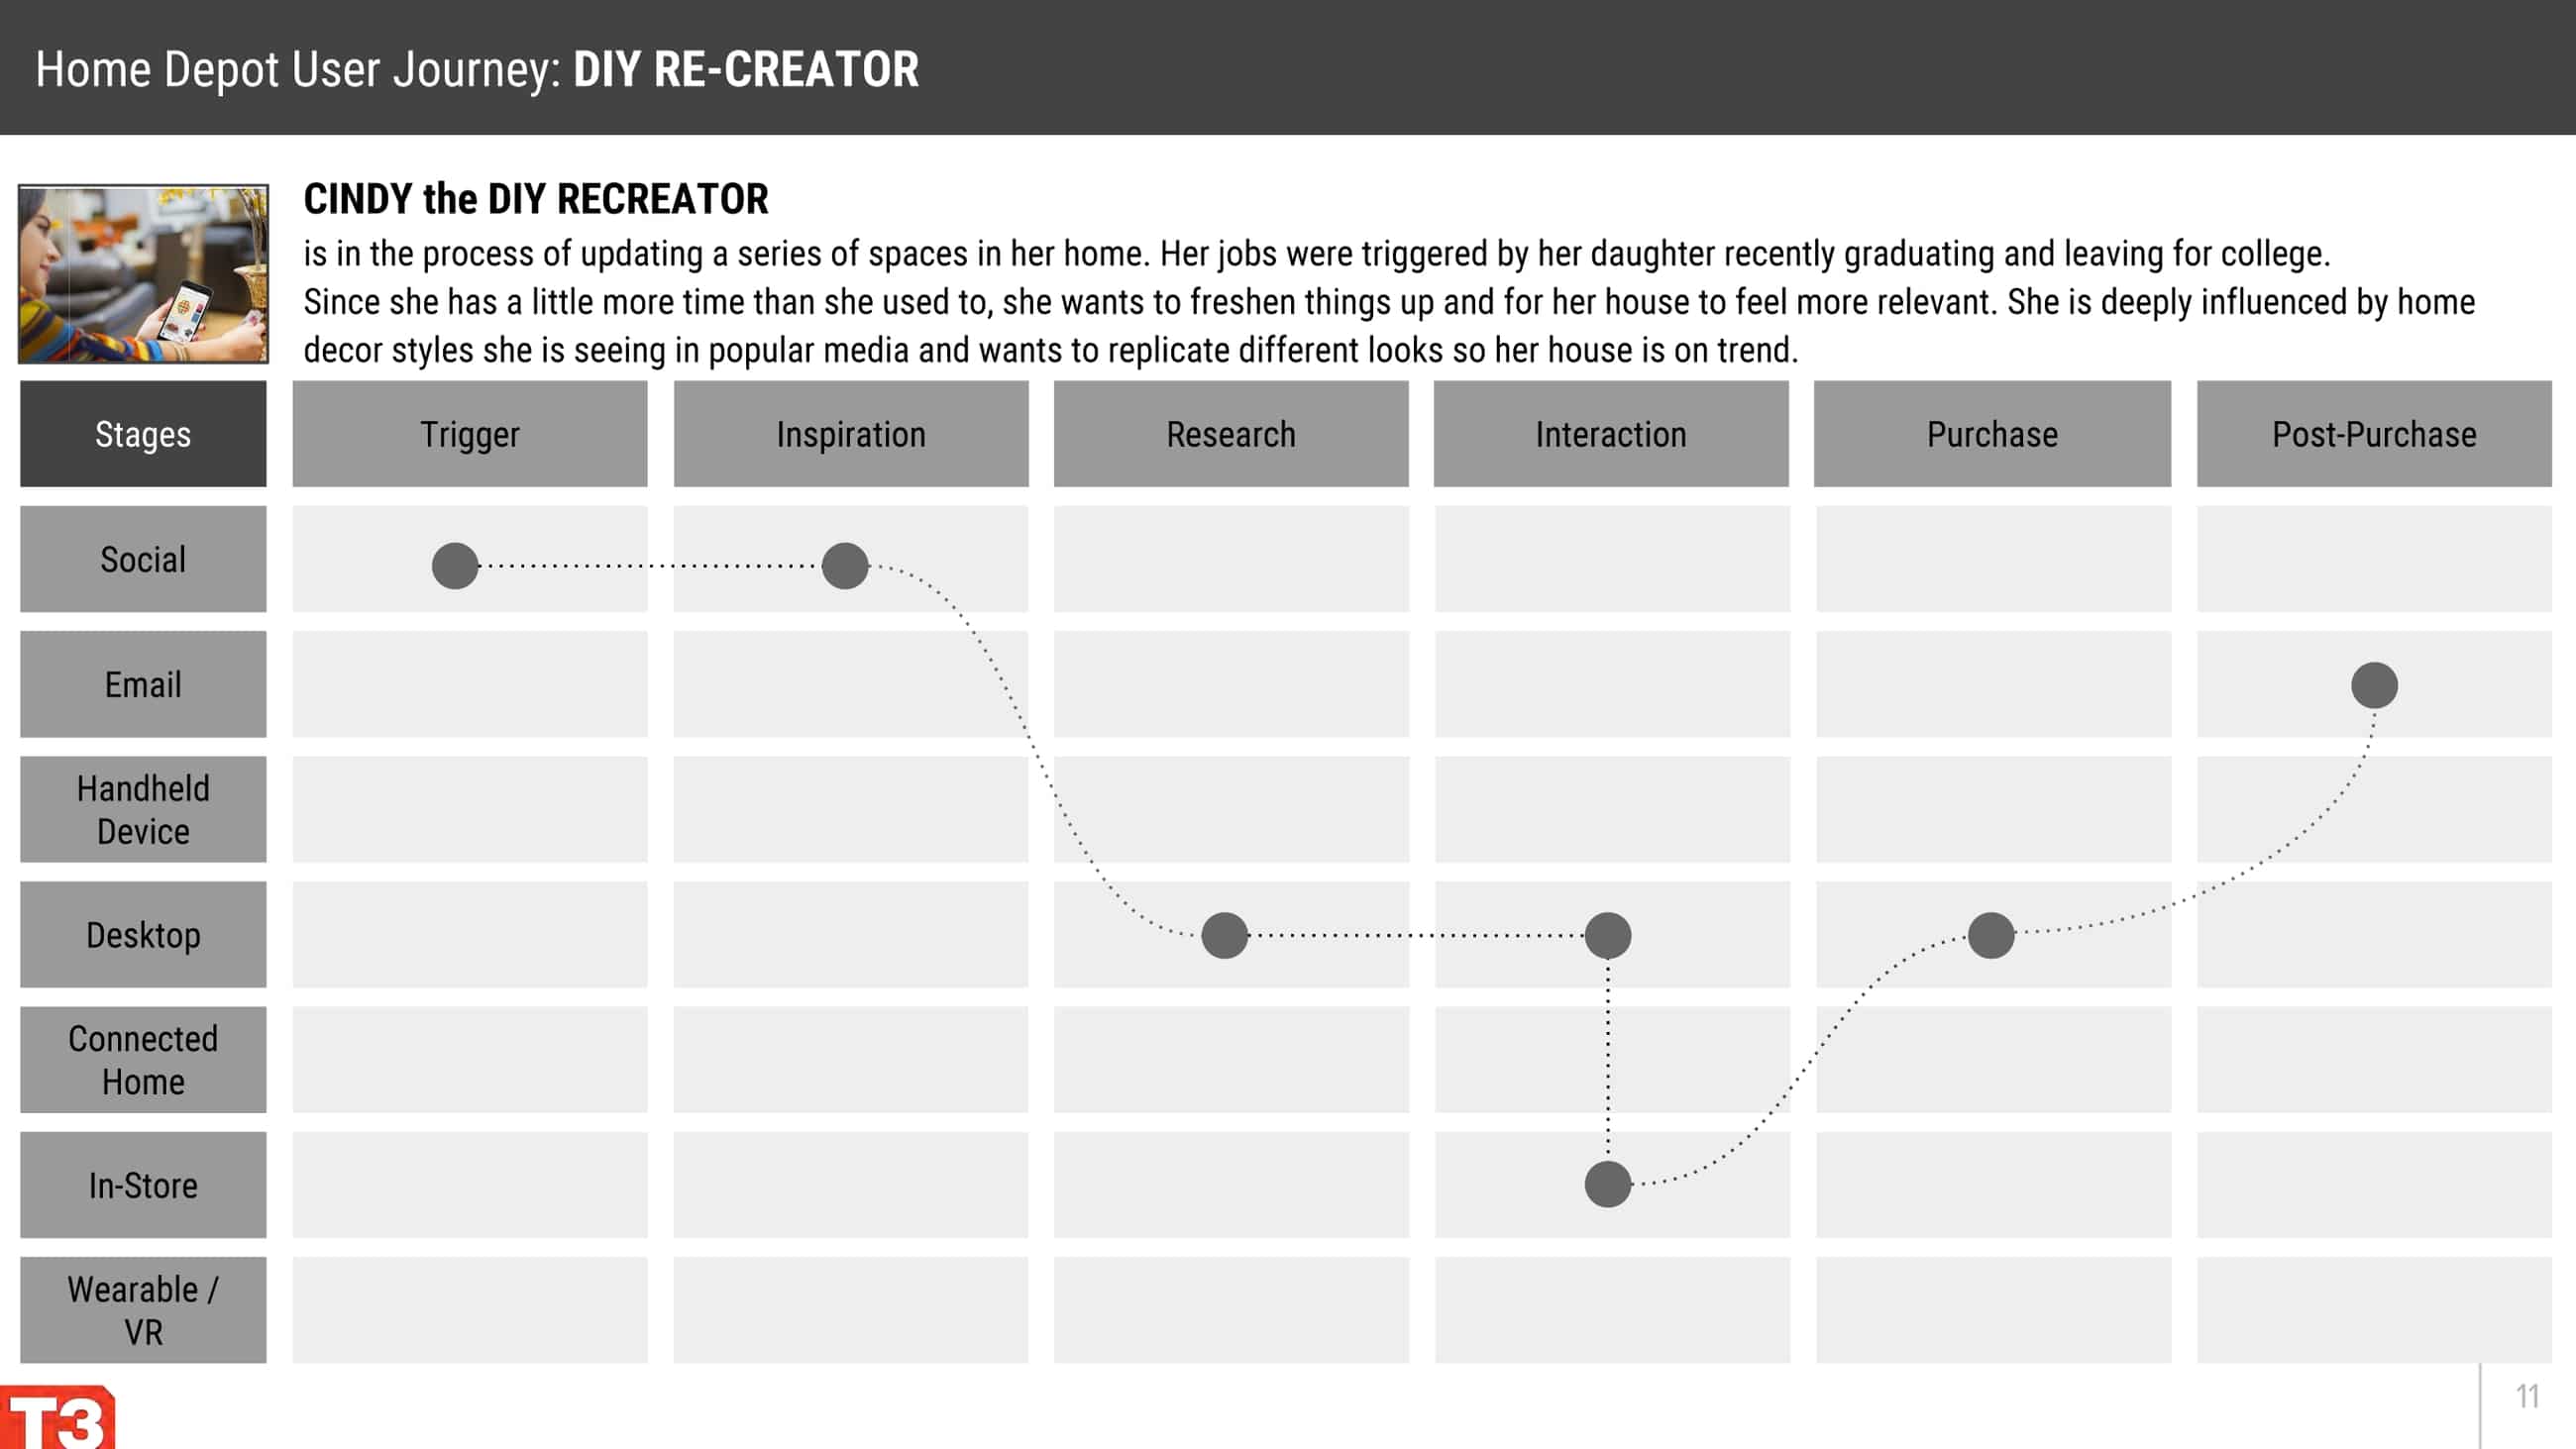 Home Depot User Journey: DIY RE-CREATOR
CINDY the DIY RECREATOR
is in the process of updating a series of spaces in her home. Her jobs were triggered by her daughter recently graduating and leaving for college.
Since she has a little more time than she used to, she wants to freshen things up and for her house to feel more relevant. She is deeply influenced by home
decor styles she is seeing in popular media and wants to replicate different looks so her house is on trend.
Stages
Trigger
Inspiration
Research
Interaction
Purchase
Post-Purchase
Social
Email
Handheld
Device
Desktop
Connected
Home
In-Store
Wearable /
VR
T3
11